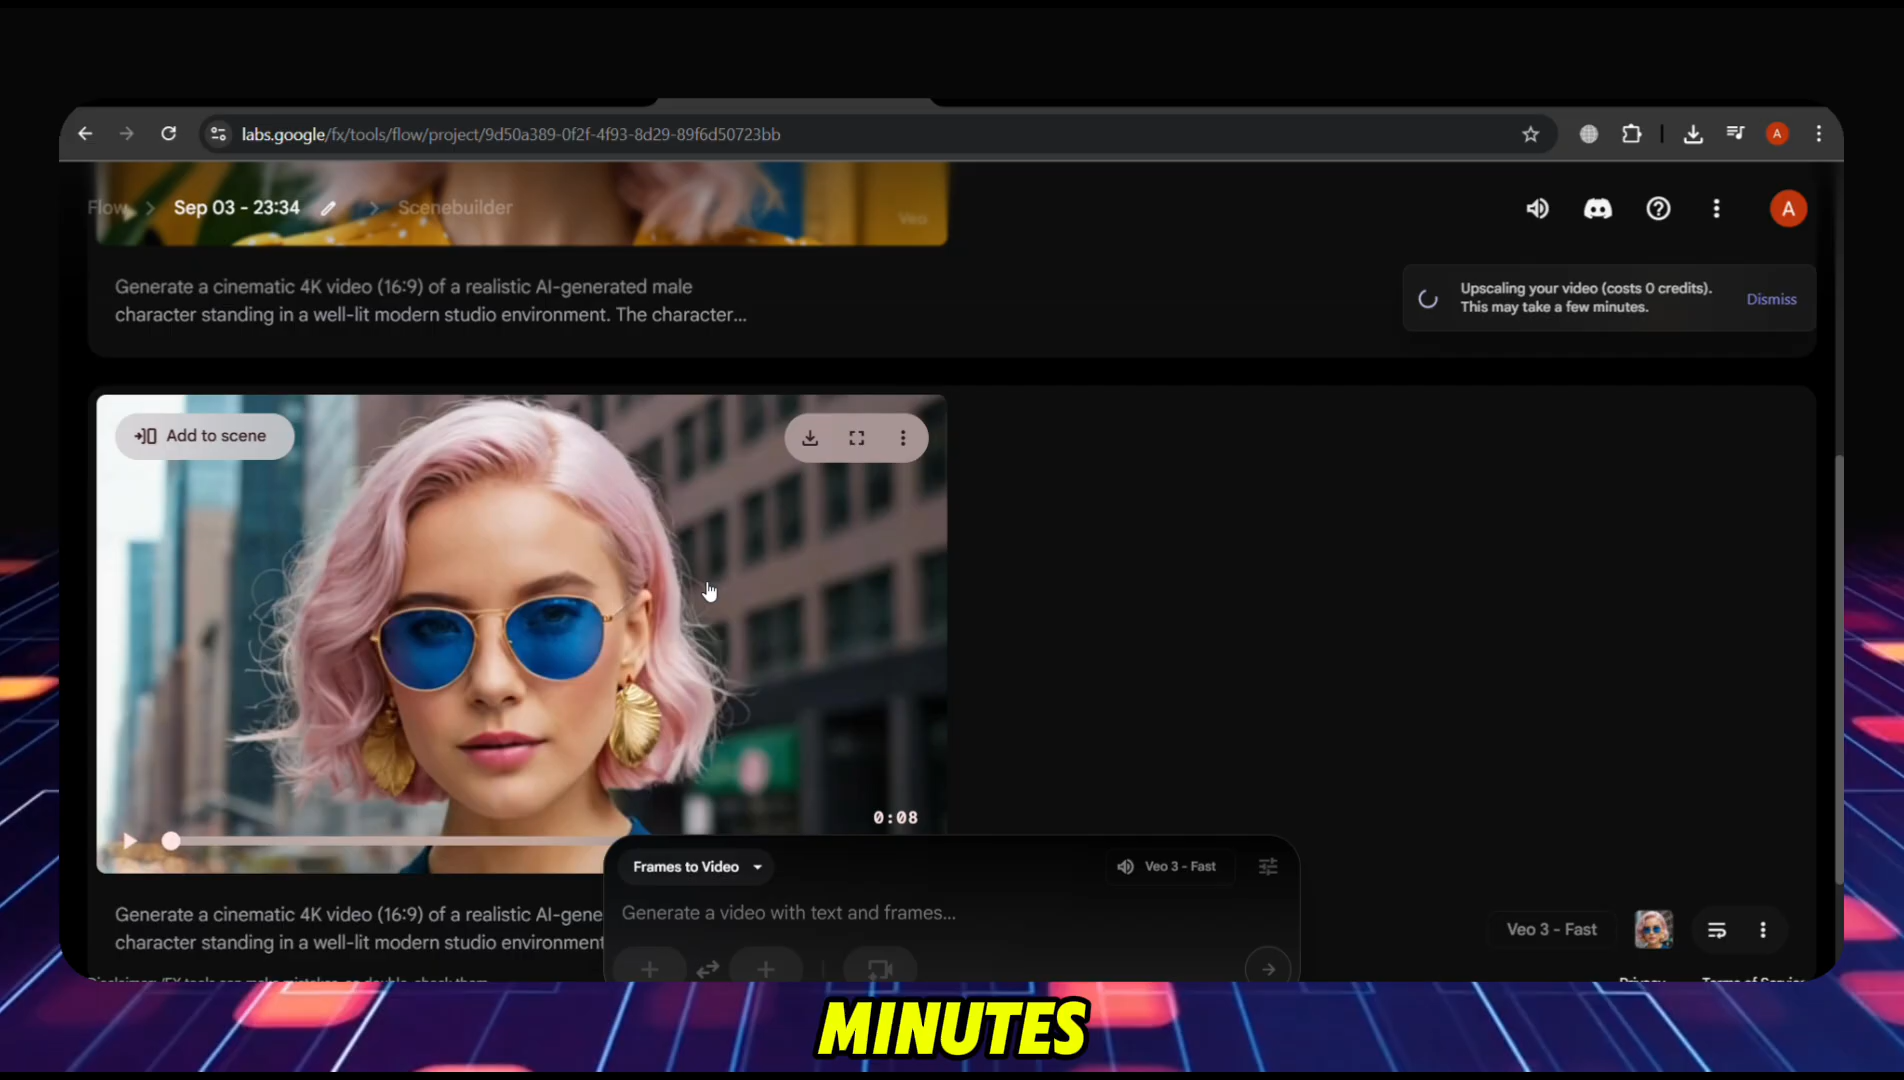 labs.google/fx/tools/flow/project/9d50a389-0f2f-4f93-8d29-89f6d50723bb
A
Flow > Sep 03 - 23:34 > Scenebuilder
A
Veo
Generate a cinematic 4K video (16:9) of a realistic AI-generated male
character standing in a well-lit modern studio environment. The character...
Upscaling your video (costs 0 credits).
This may take a few minutes.
Dismiss
Add to scene
0:08
Frames to Video
Veo 3 - Fast
Generate a video with text and frames...
Generate a cinematic 4K video (16:9) of a realistic AI-gene
character standing in a well-lit modern studio environment
Veo 3 - Fast
MINUTES